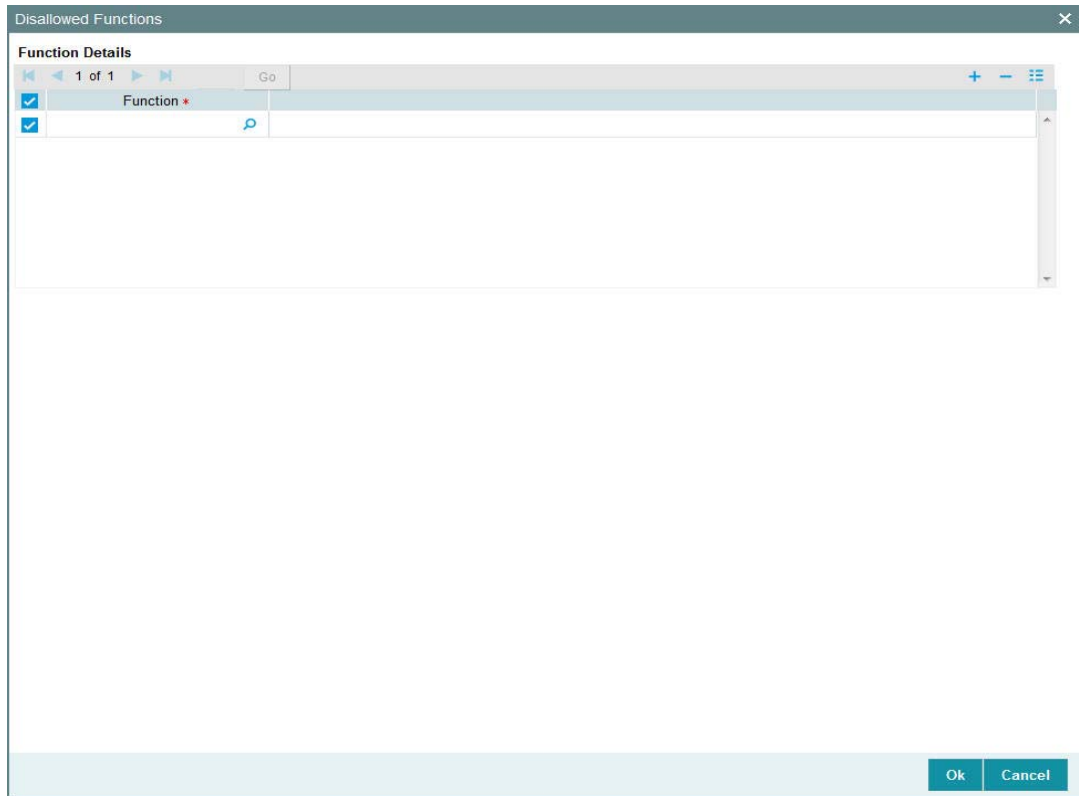 Disallowed Functions
Function Details
1 of 1 Go
Function *
Ok Cancel